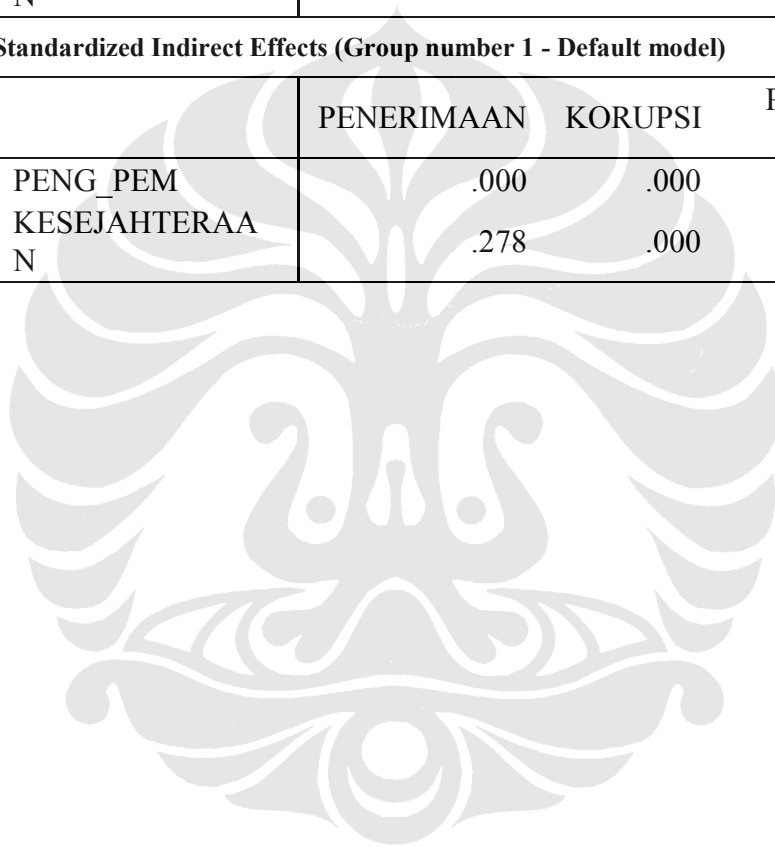 N
Standardized Indirect Effects (Group number 1 - Default model)
PENERIMAAN KORUPSI
PENG_PEM .000 .000
KESEJAHTERAA
N .278 .000